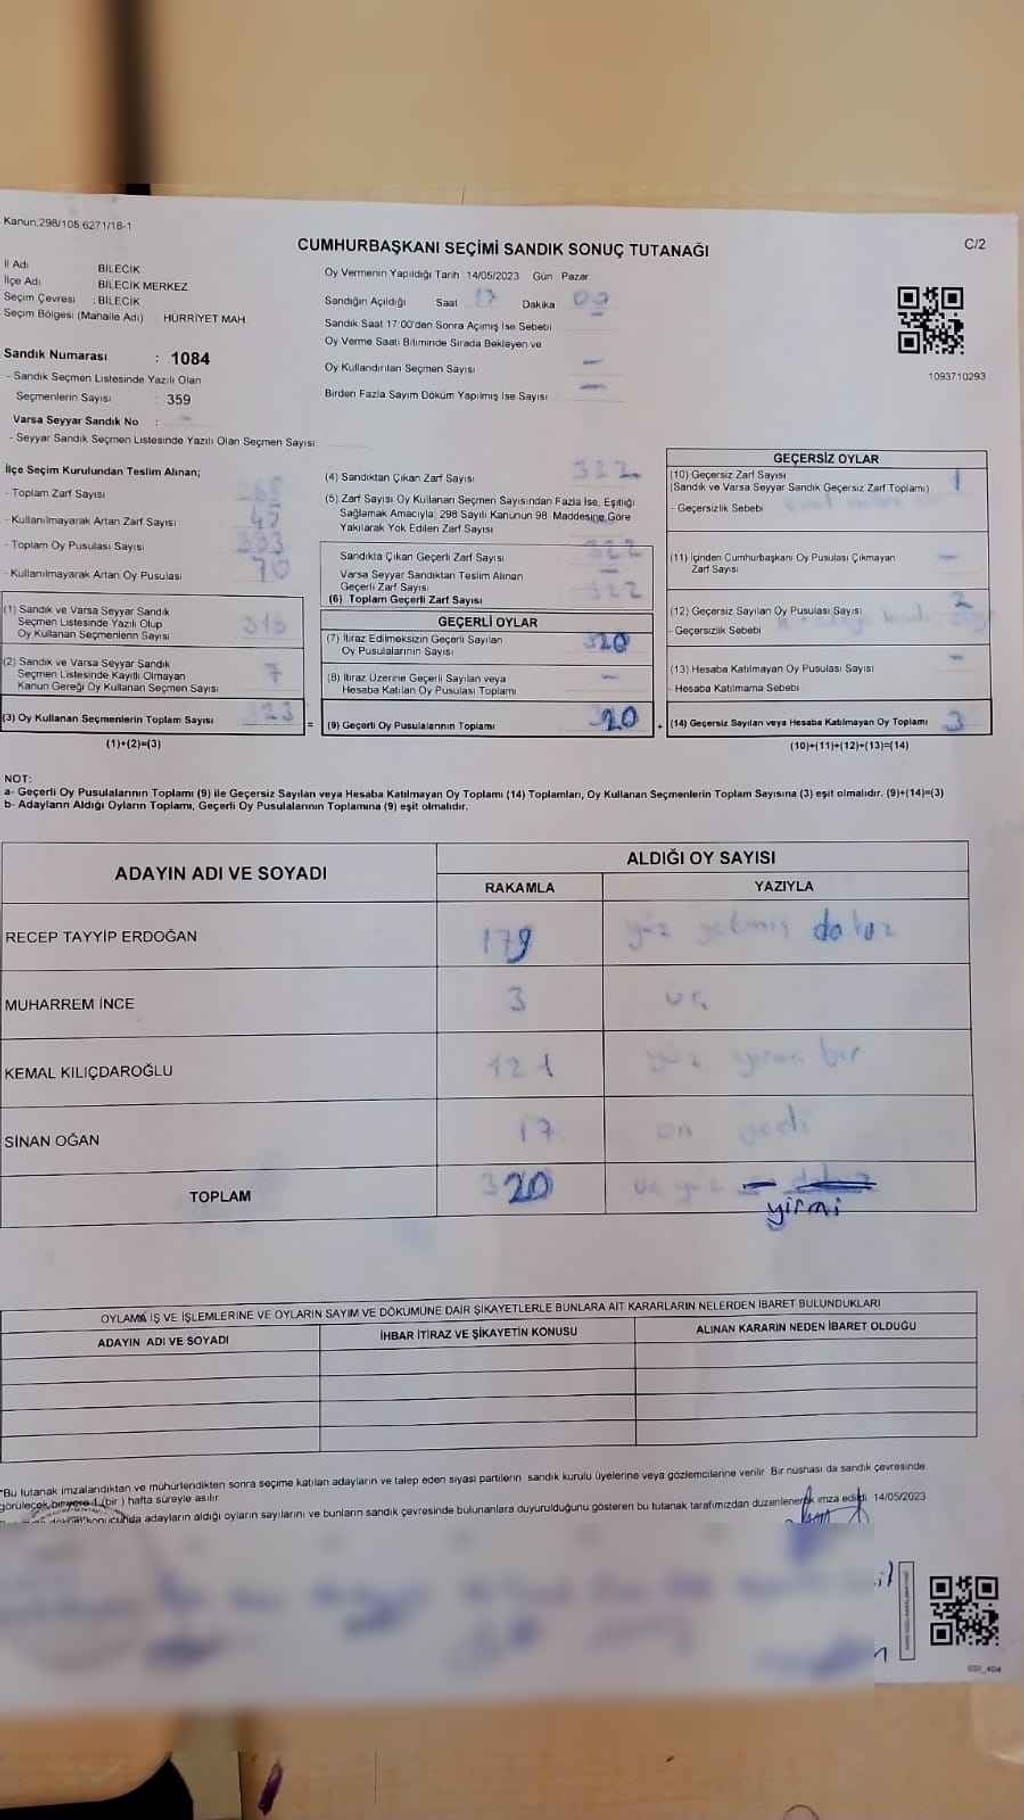 Kanun.298/105 6271/18-1
CUMHURBAŞKANI SEÇİMİ SANDIK SONUÇ TUTANAĞI
C/2
İl Adı BİLECİK
İlçe Adı BİLECİK MERKEZ
Seçim Çevresi : BİLECİK
Seçim Bölgesi (Mahalle Adı) HÜRRİYET MAH.
Sandık Numarası : 1084
- Sandık Seçmen Listesinde Yazılı Olan
Seçmenlerin Sayısı : 359
Varsa Seyyar Sandık No :
- Seyyar Sandık Seçmen Listesinde Yazılı Olan Seçmen Sayısı:
Oy Vermenin Yapıldığı Tarih 14/05/2023 Gün Pazar
Sandığın Açıldığı Saat 17 Dakika
Sandık Saat 17:00'den Sonra Açımış İse Sebebi
Oy Verme Saati Bitiminde Sırada Bekleyen ve
Oy Kullandırılan Seçmen Sayısı —
Birden Fazla Sayım Döküm Yapılmış İse Sayısı —
1093710293
İlçe Seçim Kurulundan Teslim Alınan;
- Toplam Zarf Sayısı
- Kullanılmayarak Artan Zarf Sayısı 45
- Toplam Oy Pusulası Sayısı
- Kullanılmayarak Artan Oy Pusulası 70
(1) Sandık ve Varsa Seyyar Sandık
Seçmen Listesinde Yazılı Olup
Oy Kullanan Seçmenlerin Sayısı
(2) Sandık ve Varsa Seyyar Sandık
Seçmen Listesinde Kayıtlı Olmayan
Kanun Gereği Oy Kullanan Seçmen Sayısı 7
(3) Oy Kullanan Seçmenlerin Toplam Sayısı 323
(1)+(2)=(3)
(4) Sandıktan Çıkan Zarf Sayısı 322
(5) Zarf Sayısı Oy Kullanan Seçmen Sayısından Fazla İse, Eşitliği
Sağlamak Amacıyla; 298 Sayılı Kanunun 98 Maddesine Göre
Yakılarak Yok Edilen Zarf Sayısı
Sandıkta Çıkan Geçerli Zarf Sayısı 322
Varsa Seyyar Sandıktan Teslim Alınan
Geçerli Zarf Sayısı —
(6) Toplam Geçerli Zarf Sayısı 322
GEÇERLİ OYLAR
(7) İtiraz Edilmeksizin Geçerli Sayılan
Oy Pusulalarının Sayısı 320
(8) İtiraz Üzerine Geçerli Sayılan veya
Hesaba Katılan Oy Pusulası Toplamı —
= (9) Geçerli Oy Pusulalarının Toplamı 320
GEÇERSİZ OYLAR
(10) Geçersiz Zarf Sayısı 1
(Sandık ve Varsa Seyyar Sandık Geçersiz Zarf Toplamı)
- Geçersizlik Sebebi
(11) İçinden Cumhurbaşkanı Oy Pusulası Çıkmayan —
Zarf Sayısı
(12) Geçersiz Sayılan Oy Pusulası Sayısı 2
- Geçersizlik Sebebi
(13) Hesaba Katılmayan Oy Pusulası Sayısı —
- Hesaba Katılmama Sebebi
+ (14) Geçersiz Sayılan veya Hesaba Katılmayan Oy Toplamı 3
(10)+(11)+(12)+(13)=(14)
NOT:
a- Geçerli Oy Pusulalarının Toplamı (9) ile Geçersiz Sayılan veya Hesaba Katılmayan Oy Toplamı (14) Toplamları, Oy Kullanan Seçmenlerin Toplam Sayısına (3) eşit olmalıdır. (9)+(14)=(3)
b- Adayların Aldığı Oyların Toplamı, Geçerli Oy Pusulalarının Toplamına (9) eşit olmalıdır.
ADAYIN ADI VE SOYADI
ALDIĞI OY SAYISI
RAKAMLA YAZIYLA
RECEP TAYYİP ERDOĞAN 179 yüz yetmiş dokuz
MUHARREM İNCE 3 üç
KEMAL KILIÇDAROĞLU 121 yüz yirmi bir
SİNAN OĞAN 17 on yedi
TOPLAM 320 üç yüz
yirmi
OYLAMA İŞ VE İŞLEMLERİNE VE OYLARIN SAYIM VE DÖKÜMÜNE DAİR ŞİKAYETLERLE BUNLARA AİT KARARLARIN NELERDEN İBARET BULUNDUKLARI
ADAYIN ADI VE SOYADI İHBAR İTİRAZ VE ŞİKAYETİN KONUSU ALINAN KARARIN NEDEN İBARET OLDUĞU
*Bu tutanak imzalandıktan ve mühürlendikten sonra seçime katılan adayların ve talep eden siyasi partilerin sandık kurulu üyelerine veya gözlemcilerine verilir. Bir nüshası da sandık çevresinde
görülecek bir yere 1 (bir) hafta süreyle asılır.
konucunda adayların aldığı oyların sayılarını ve bunların sandık çevresinde bulunanlara duyurulduğunu gösteren bu tutanak tarafımızdan düzenlenerek imza edildi. 14/05/2023